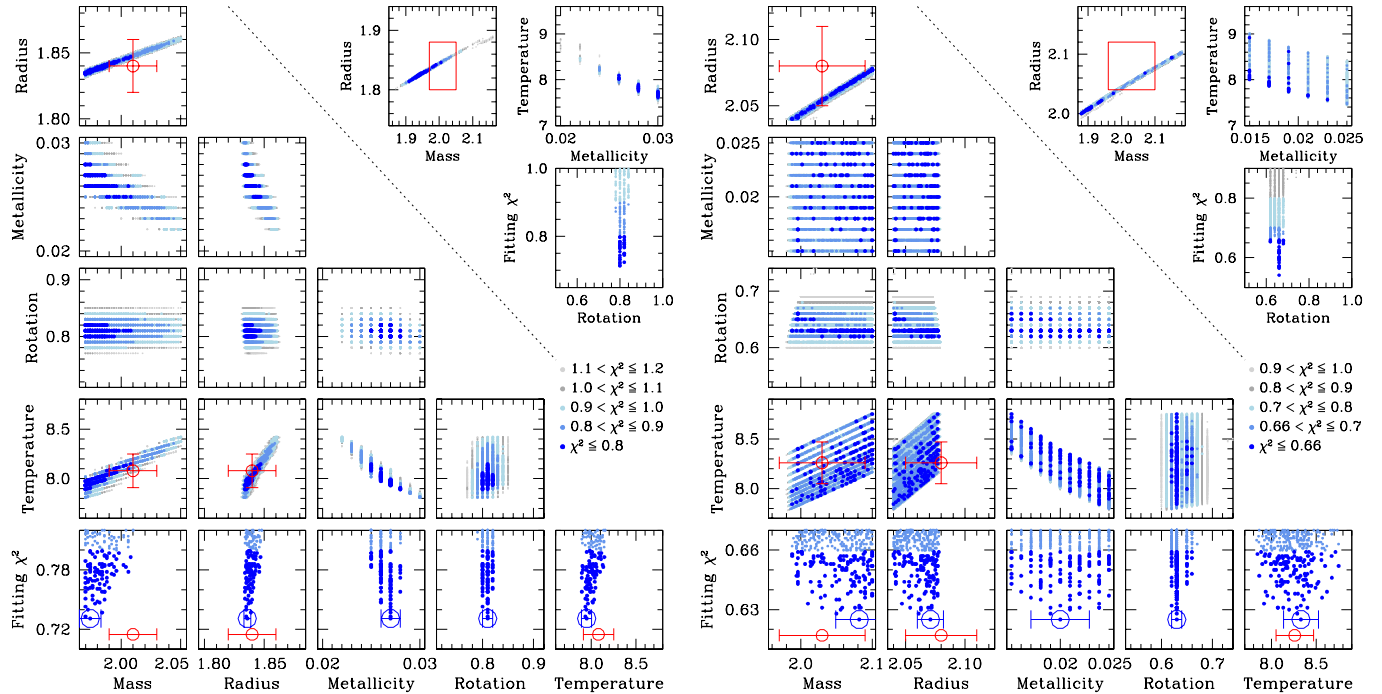 Radius
1.85
1.80
Radius
1.9
1.8
1.9 2.0 2.1
Mass
Temperature
9
8
7
0.02 0.03
Metallicity
Metallicity
0.03
0.02
Fitting χ²
1.0
0.8
0.6 0.8 1.0
Rotation
Rotation
0.9
0.8
1.1 < χ² ≦ 1.2
1.0 < χ² ≦ 1.1
0.9 < χ² ≦ 1.0
0.8 < χ² ≦ 0.9
χ² ≦ 0.8
Temperature
8.5
8.0
Fitting χ²
0.78
0.72
2.00 2.05
Mass
1.80 1.85
Radius
0.02 0.03
Metallicity
0.8 0.9
Rotation
8.0 9.0
Temperature
Radius
2.10
2.05
Radius
2.1
2.0
1.9 2.0 2.1
Mass
Temperature
9
8
7
0.015 0.02 0.025
Metallicity
Metallicity
0.025
0.02
Fitting χ²
0.8
0.6
0.6 0.8 1.0
Rotation
Rotation
0.7
0.6
0.9 < χ² ≦ 1.0
0.8 < χ² ≦ 0.9
0.7 < χ² ≦ 0.8
0.66 < χ² ≦ 0.7
χ² ≦ 0.66
Temperature
8.5
8.0
Fitting χ²
0.66
0.63
2.0 2.1
Mass
2.05 2.10
Radius
0.02 0.025
Metallicity
0.6 0.7
Rotation
8.0 8.5
Temperature